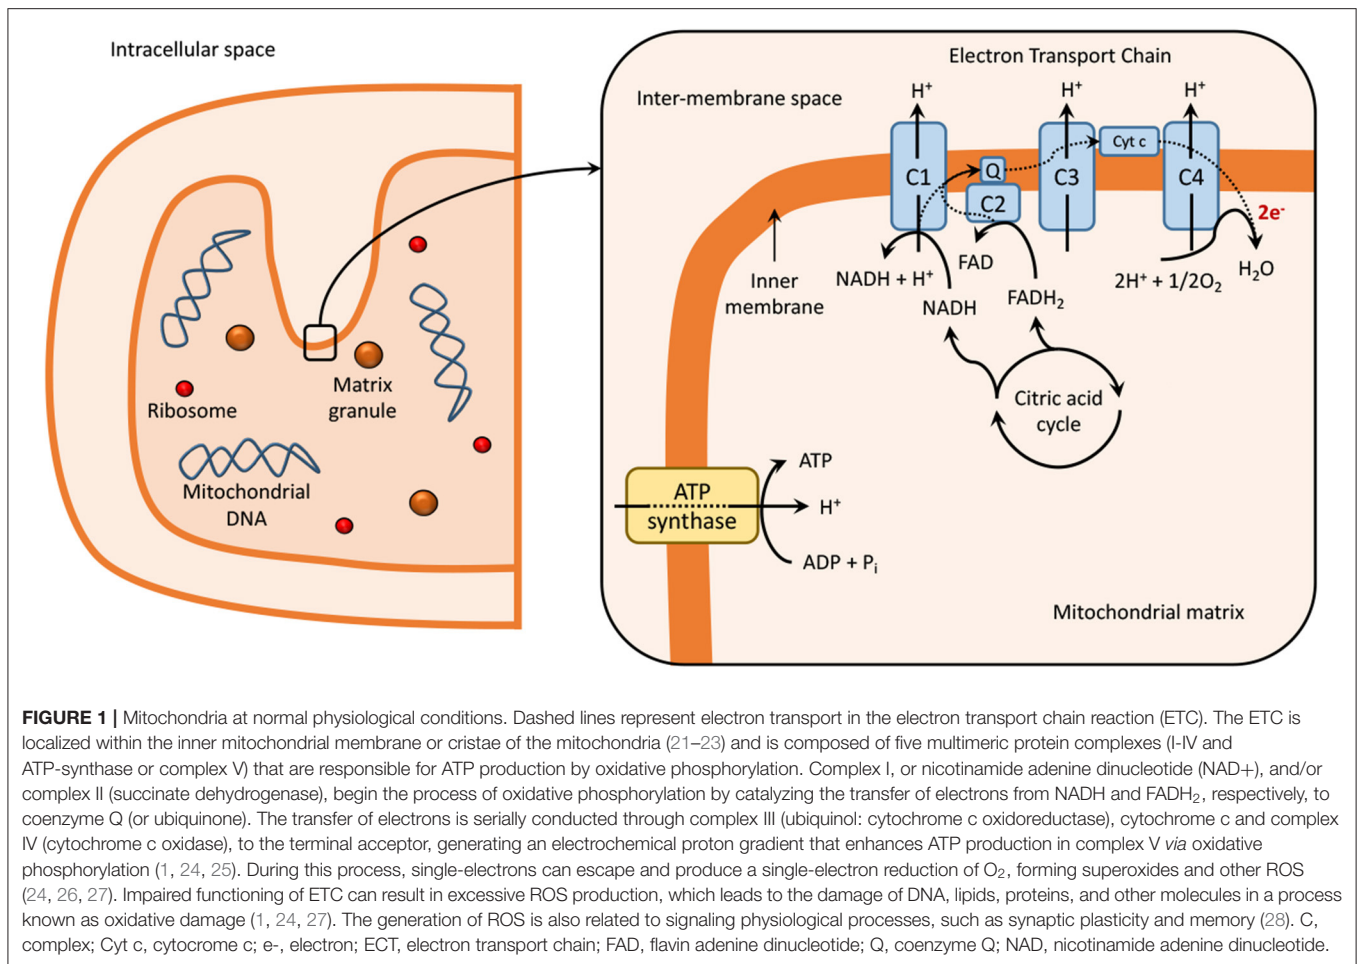 Intracellular space
Ribosome
Matrix
granule
Mitochondrial
DNA
Electron Transport Chain
Inter-membrane space
H⁺
H⁺
H⁺
C1
Q
C2
C3
Cyt c
C4
2e⁻
Inner
membrane
NADH + H⁺
FAD
NADH
FADH₂
2H⁺ + 1/2O₂
H₂O
Citric acid
cycle
ATP
synthase
ATP
H⁺
ADP + Pᵢ
Mitochondrial matrix
FIGURE 1 | Mitochondria at normal physiological conditions. Dashed lines represent electron transport in the electron transport chain reaction (ETC). The ETC is
localized within the inner mitochondrial membrane or cristae of the mitochondria (21–23) and is composed of five multimeric protein complexes (I-IV and
ATP-synthase or complex V) that are responsible for ATP production by oxidative phosphorylation. Complex I, or nicotinamide adenine dinucleotide (NAD+), and/or
complex II (succinate dehydrogenase), begin the process of oxidative phosphorylation by catalyzing the transfer of electrons from NADH and FADH₂, respectively, to
coenzyme Q (or ubiquinone). The transfer of electrons is serially conducted through complex III (ubiquinol: cytochrome c oxidoreductase), cytochrome c and complex
IV (cytochrome c oxidase), to the terminal acceptor, generating an electrochemical proton gradient that enhances ATP production in complex V via oxidative
phosphorylation (1, 24, 25). During this process, single-electrons can escape and produce a single-electron reduction of O₂, forming superoxides and other ROS
(24, 26, 27). Impaired functioning of ETC can result in excessive ROS production, which leads to the damage of DNA, lipids, proteins, and other molecules in a process
known as oxidative damage (1, 24, 27). The generation of ROS is also related to signaling physiological processes, such as synaptic plasticity and memory (28). C,
complex; Cyt c, cytocrome c; e-, electron; ECT, electron transport chain; FAD, flavin adenine dinucleotide; Q, coenzyme Q; NAD, nicotinamide adenine dinucleotide.